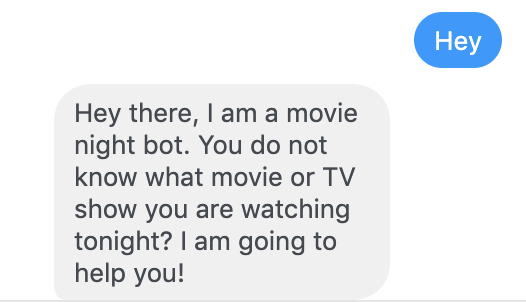 Hey
Hey there, I am a movie
night bot. You do not
know what movie or TV
show you are watching
tonight? I am going to
help you!